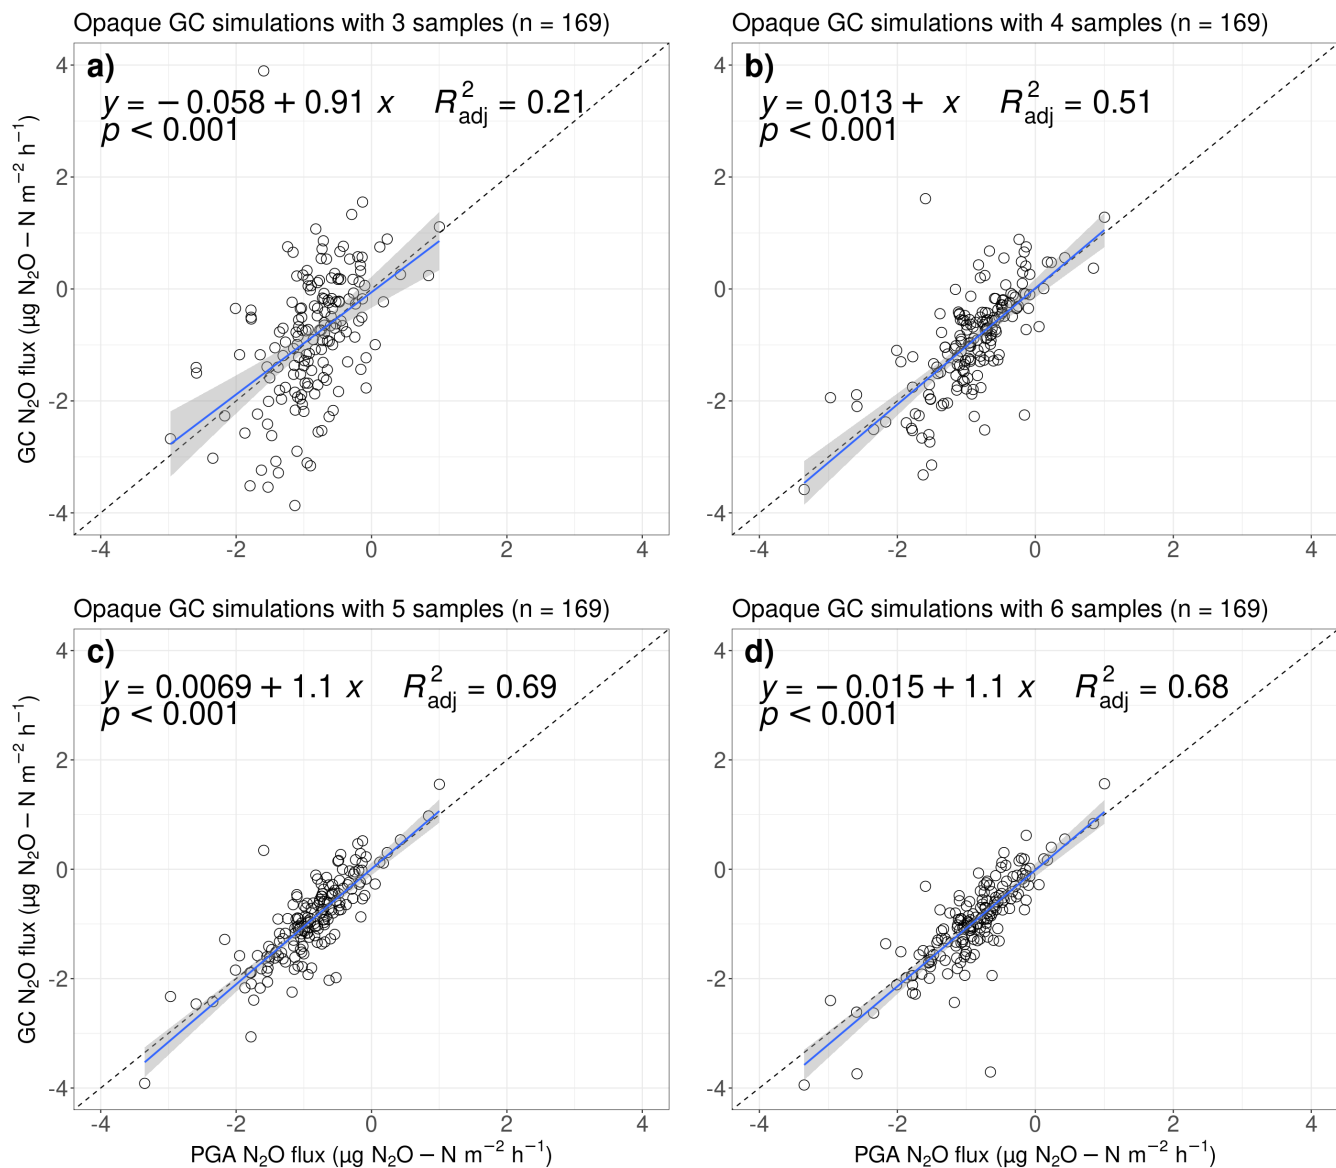 Opaque GC simulations with 3 samples (n = 169)
a)
y = − 0.058 + 0.91 x R²adj = 0.21
p < 0.001
GC N₂O flux (µg N₂O − N m⁻² h⁻¹)
4
2
0
-2
-4
-4 -2 0 2 4
Opaque GC simulations with 4 samples (n = 169)
b)
y = 0.013 + x R²adj = 0.51
p < 0.001
4
2
0
-2
-4
-4 -2 0 2 4
Opaque GC simulations with 5 samples (n = 169)
c)
y = 0.0069 + 1.1 x R²adj = 0.69
p < 0.001
GC N₂O flux (µg N₂O − N m⁻² h⁻¹)
4
2
0
-2
-4
-4 -2 0 2 4
PGA N₂O flux (µg N₂O − N m⁻² h⁻¹)
Opaque GC simulations with 6 samples (n = 169)
d)
y = − 0.015 + 1.1 x R²adj = 0.68
p < 0.001
4
2
0
-2
-4
-4 -2 0 2 4
PGA N₂O flux (µg N₂O − N m⁻² h⁻¹)